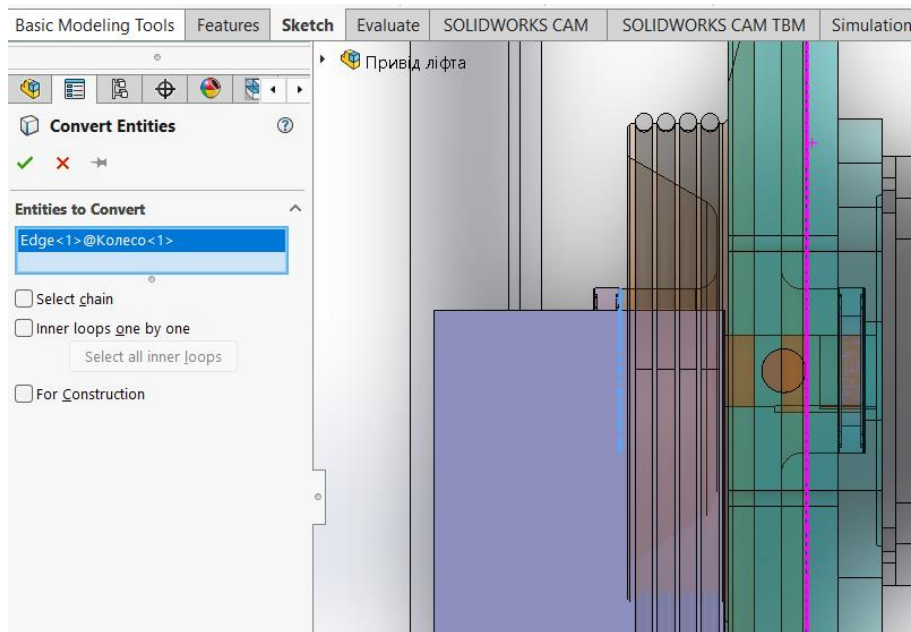 Basic Modeling Tools Features Sketch Evaluate SOLIDWORKS CAM SOLIDWORKS CAM TBM Simulation
Привід ліфта
Convert Entities
Entities to Convert
Edge<1>@Колесо<1>
Select chain
Inner loops one by one
Select all inner loops
For Construction